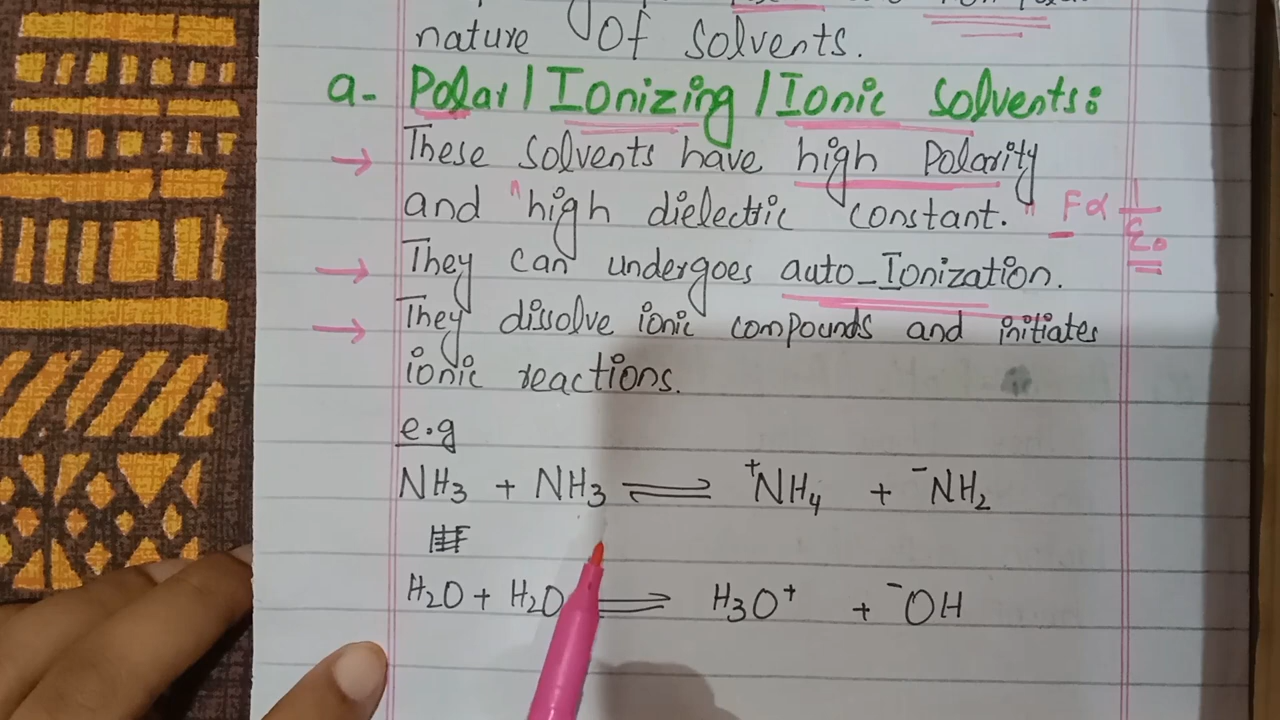 nature of solvents.
a- Polar/Ionizing/Ionic solvents:
→ These solvents have high Polarity
and "high dielectric constant." F∝ 1/ε₀
→ They can undergoes auto-Ionization.
→ They dissolve ionic compounds and initiates
ionic reactions.
e.g
NH₃ + NH₃ ⇌ ⁺NH₄ + ⁻NH₂
H₂O + H₂O ⇌ H₃O⁺ + ⁻OH